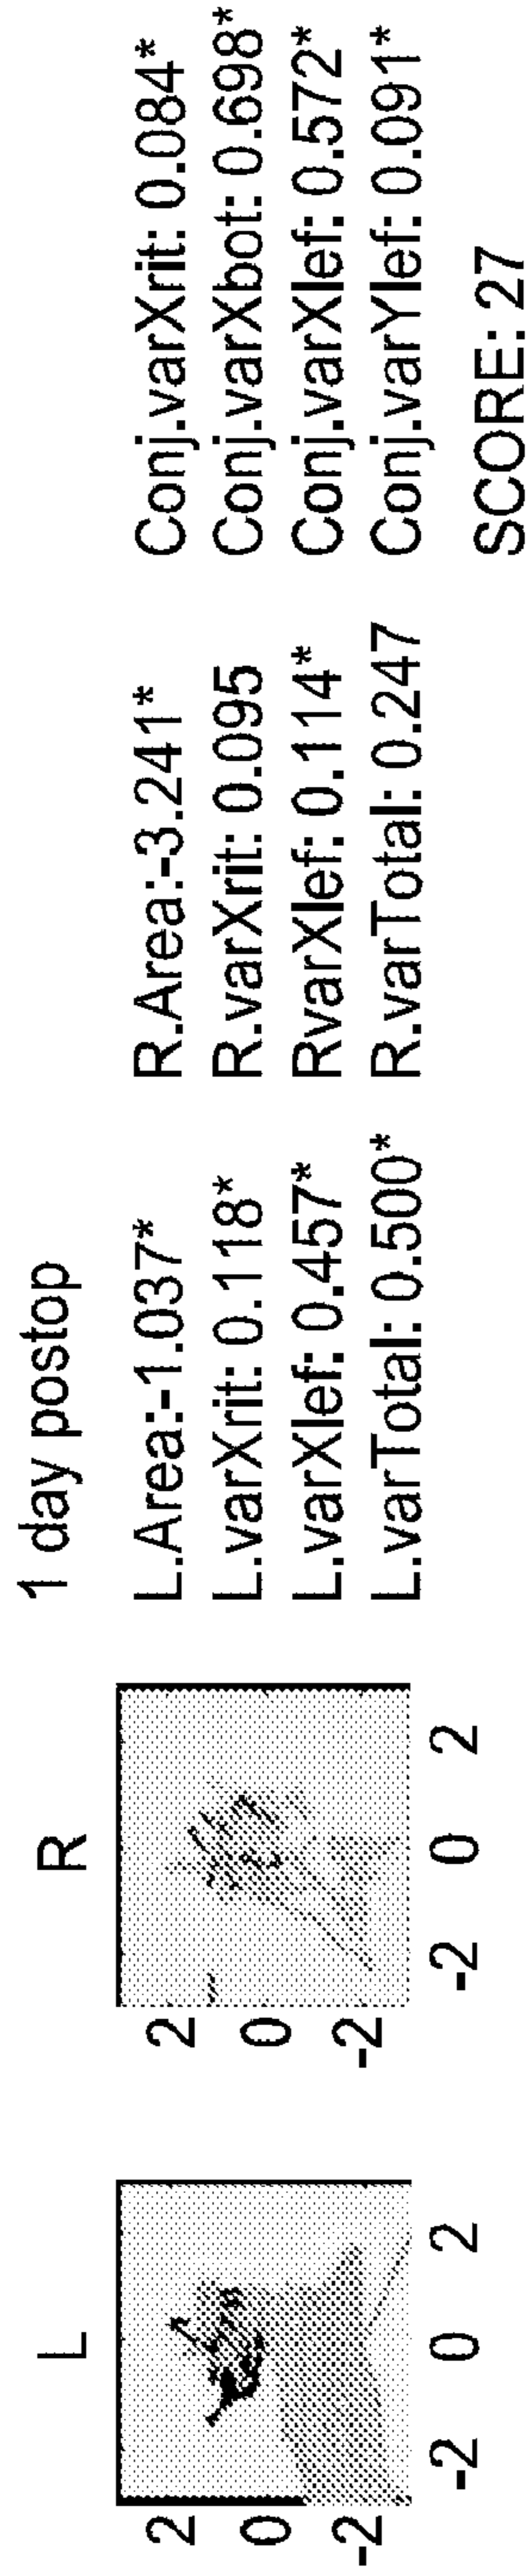 1 day postop
L
2
0
-2
-2 0 2
R
2
0
-2
-2 0 2
L.Area:-1.037*
L.varXrit: 0.118*
L.varXlef: 0.457*
L.varTotal: 0.500*
R.Area:-3.241*
R.varXrit: 0.095
RvarXlef: 0.114*
R.varTotal: 0.247
Conj.varXrit: 0.084*
Conj.varXbot: 0.698*
Conj.varXlef: 0.572*
Conj.varYlef: 0.091*
SCORE: 27